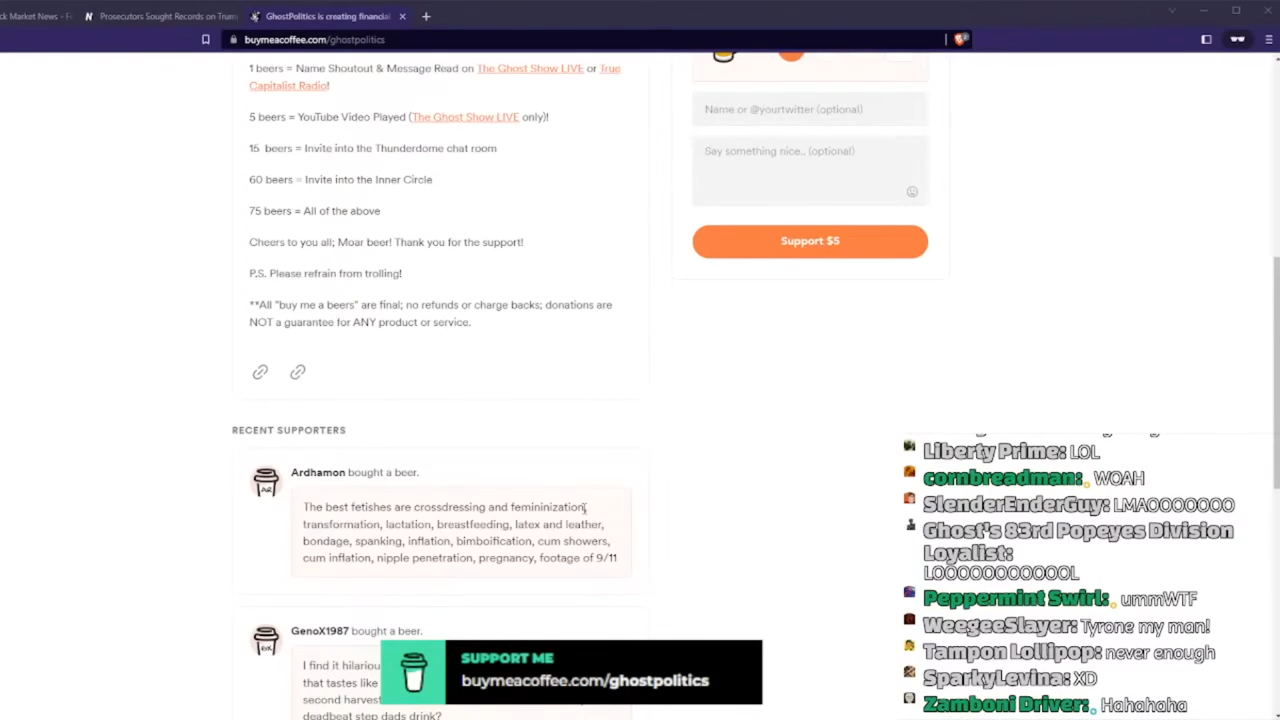 ck Market News - Fi
Prosecutors Sought Records on Trum
GhostPolitics is creating financial
buymeacoffee.com/ghostpolitics
1 beers = Name Shoutout & Message Read on The Ghost Show LIVE or True
Capitalist Radio!
5 beers = YouTube Video Played (The Ghost Show LIVE only)!
15 beers = Invite into the Thunderdome chat room
60 beers = Invite into the Inner Circle
75 beers = All of the above
Cheers to you all; Moar beer! Thank you for the support!
P.S. Please refrain from trolling!
**All "buy me a beers" are final; no refunds or charge backs; donations are
NOT a guarantee for ANY product or service.
Name or @yourtwitter (optional)
Say something nice.. (optional)
Support $5
RECENT SUPPORTERS
Ardhamon bought a beer.
The best fetishes are crossdressing and femininization,
transformation, lactation, breastfeeding, latex and leather,
bondage, spanking, inflation, bimboification, cum showers,
cum inflation, nipple penetration, pregnancy, footage of 9/11
GenoX1987 bought a beer.
I find it hilariou
that tastes like
second harvest
deadbeat step dads drink?
SUPPORT ME
buymeacoffee.com/ghostpolitics
Liberty Prime: LOL
cornbreadman: WOAH
SlenderEnderGuy: LMAOOOOOOO
Ghost's 83rd Popeyes Division
Loyalist:
LOOOOOOOOOOOL
Peppermint Swirl: ummWTF
WeegeeSlayer: Tyrone my man!
Tampon Lollipop: never enough
SparkyLevina: XD
Zamboni Driver: Hahahaha